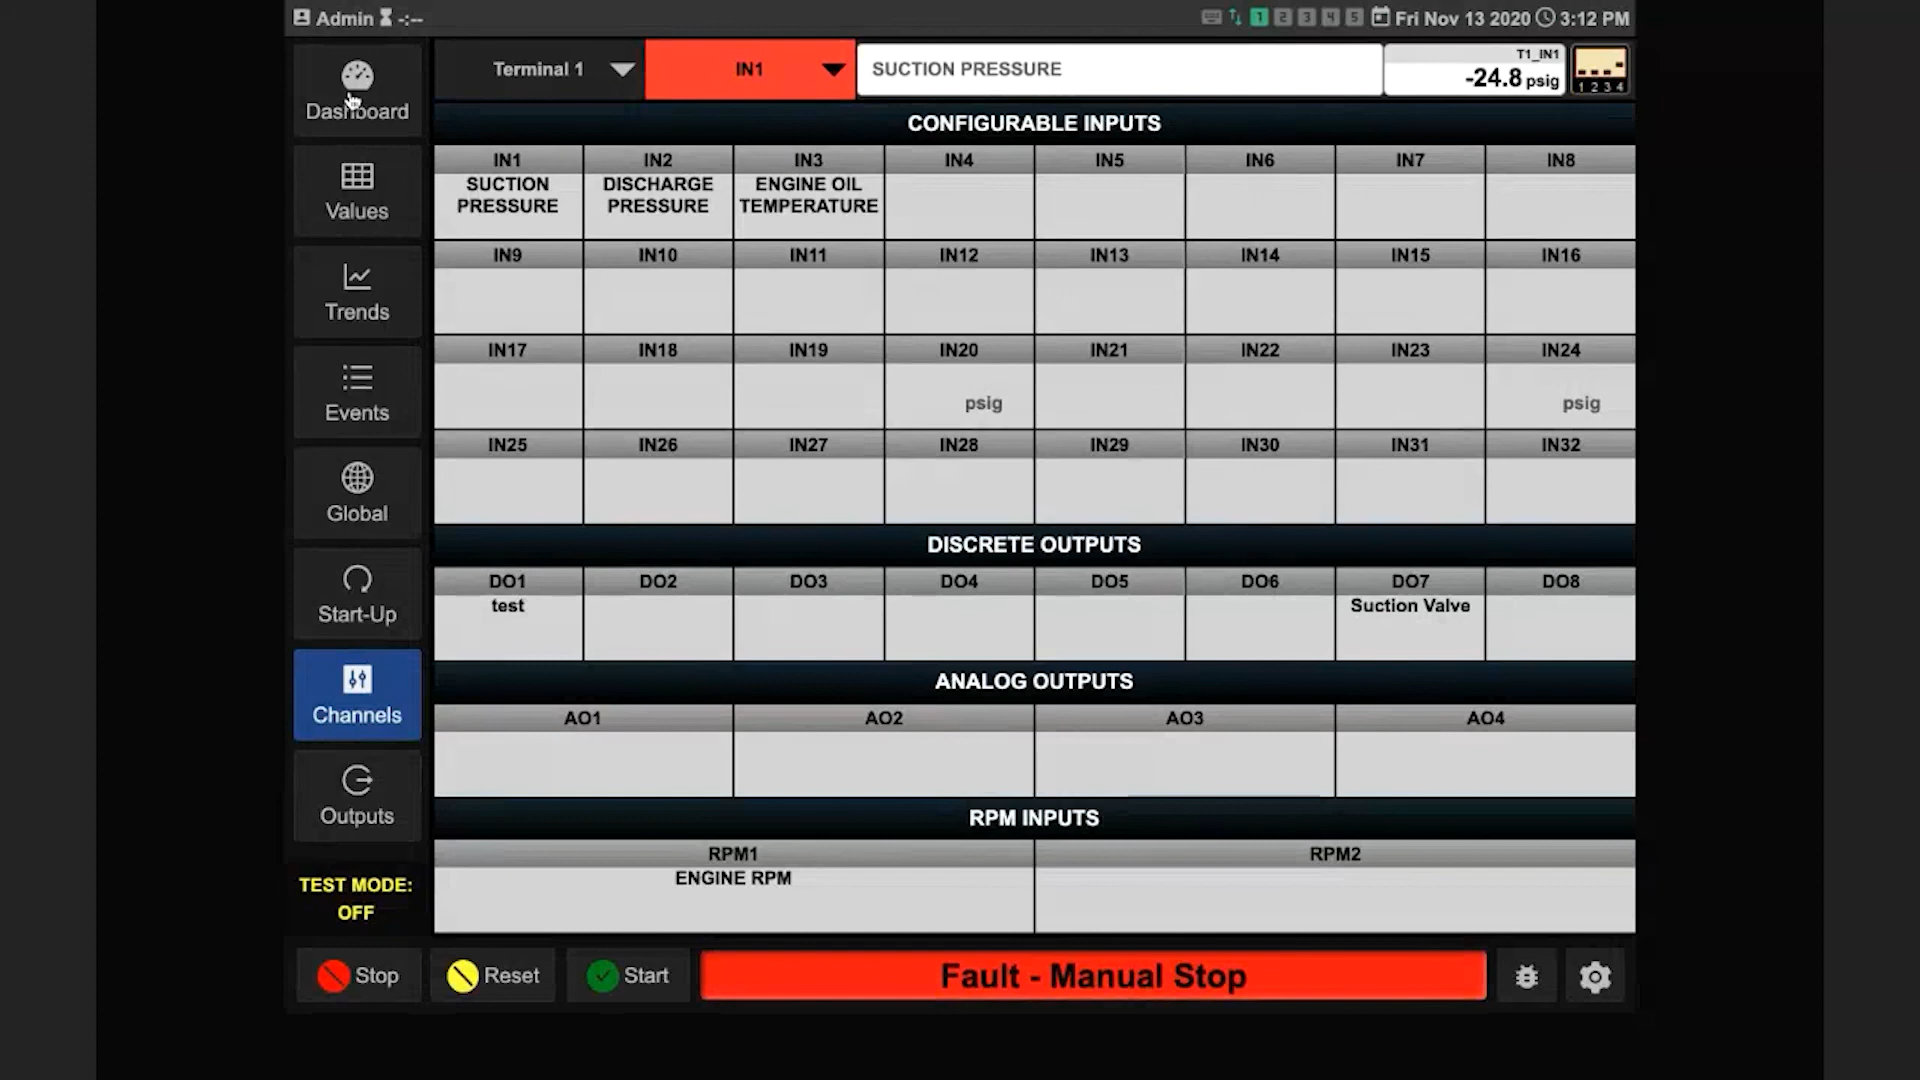 Admin -:--
1 2 3 4 5 Fri Nov 13 2020 3:12 PM
Dashboard
Values
Trends
Events
Global
Start-Up
Channels
Outputs
TEST MODE:
OFF
Terminal 1
IN1
SUCTION PRESSURE
T1_IN1
-24.8 psig
1 2 3 4
CONFIGURABLE INPUTS
IN1 IN2 IN3 IN4 IN5 IN6 IN7 IN8
SUCTION DISCHARGE ENGINE OIL
PRESSURE PRESSURE TEMPERATURE
IN9 IN10 IN11 IN12 IN13 IN14 IN15 IN16
IN17 IN18 IN19 IN20 IN21 IN22 IN23 IN24
psig psig
IN25 IN26 IN27 IN28 IN29 IN30 IN31 IN32
DISCRETE OUTPUTS
DO1 DO2 DO3 DO4 DO5 DO6 DO7 DO8
test Suction Valve
ANALOG OUTPUTS
AO1 AO2 AO3 AO4
RPM INPUTS
RPM1 RPM2
ENGINE RPM
Stop Reset Start Fault - Manual Stop